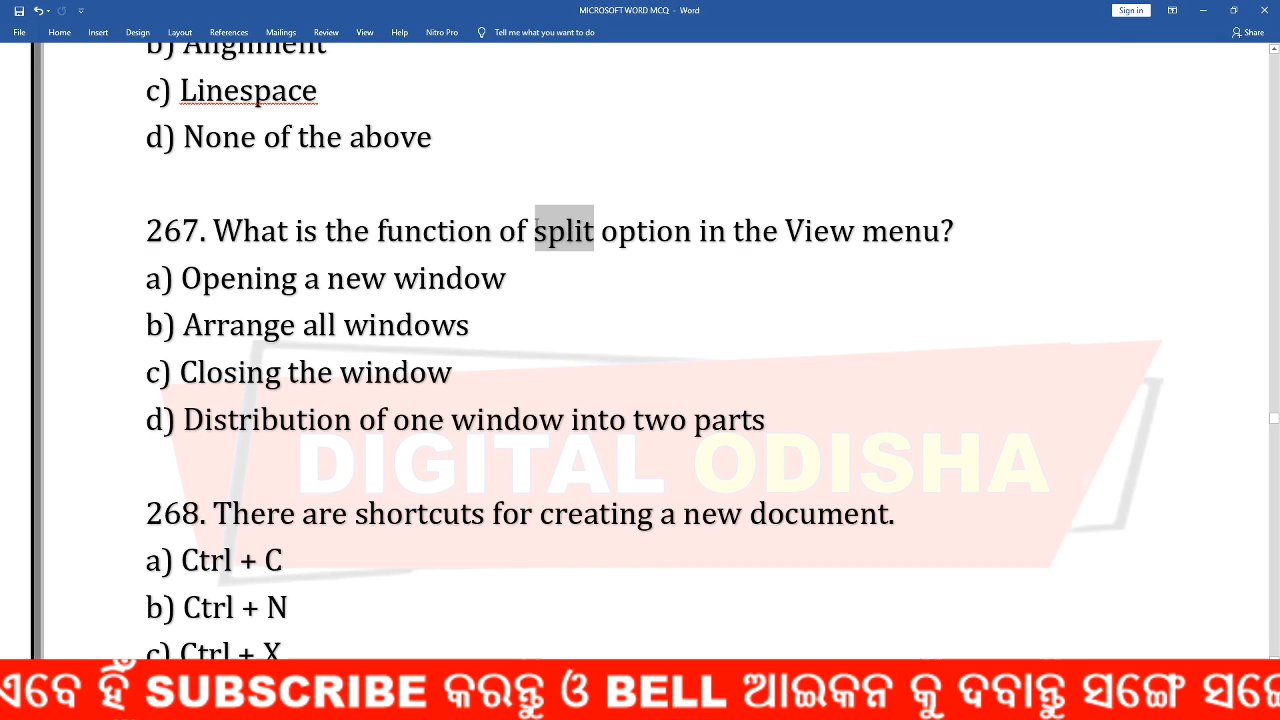 MICROSOFT WORD MCQ - Word
Sign in
File Home Insert Design Layout References Mailings Review View Help Nitro Pro Tell me what you want to do Share
b) Alignment
c) Linespace
d) None of the above
267. What is the function of split option in the View menu?
a) Opening a new window
b) Arrange all windows
c) Closing the window
d) Distribution of one window into two parts
DIGITAL ODISHA
268. There are shortcuts for creating a new document.
a) Ctrl + C
b) Ctrl + N
c) Ctrl + X
ଏବେ ହିଁ SUBSCRIBE କରନ୍ତୁ ଓ BELL ଆଇକନ କୁ ଦବାନ୍ତୁ ସଙ୍ଗେ